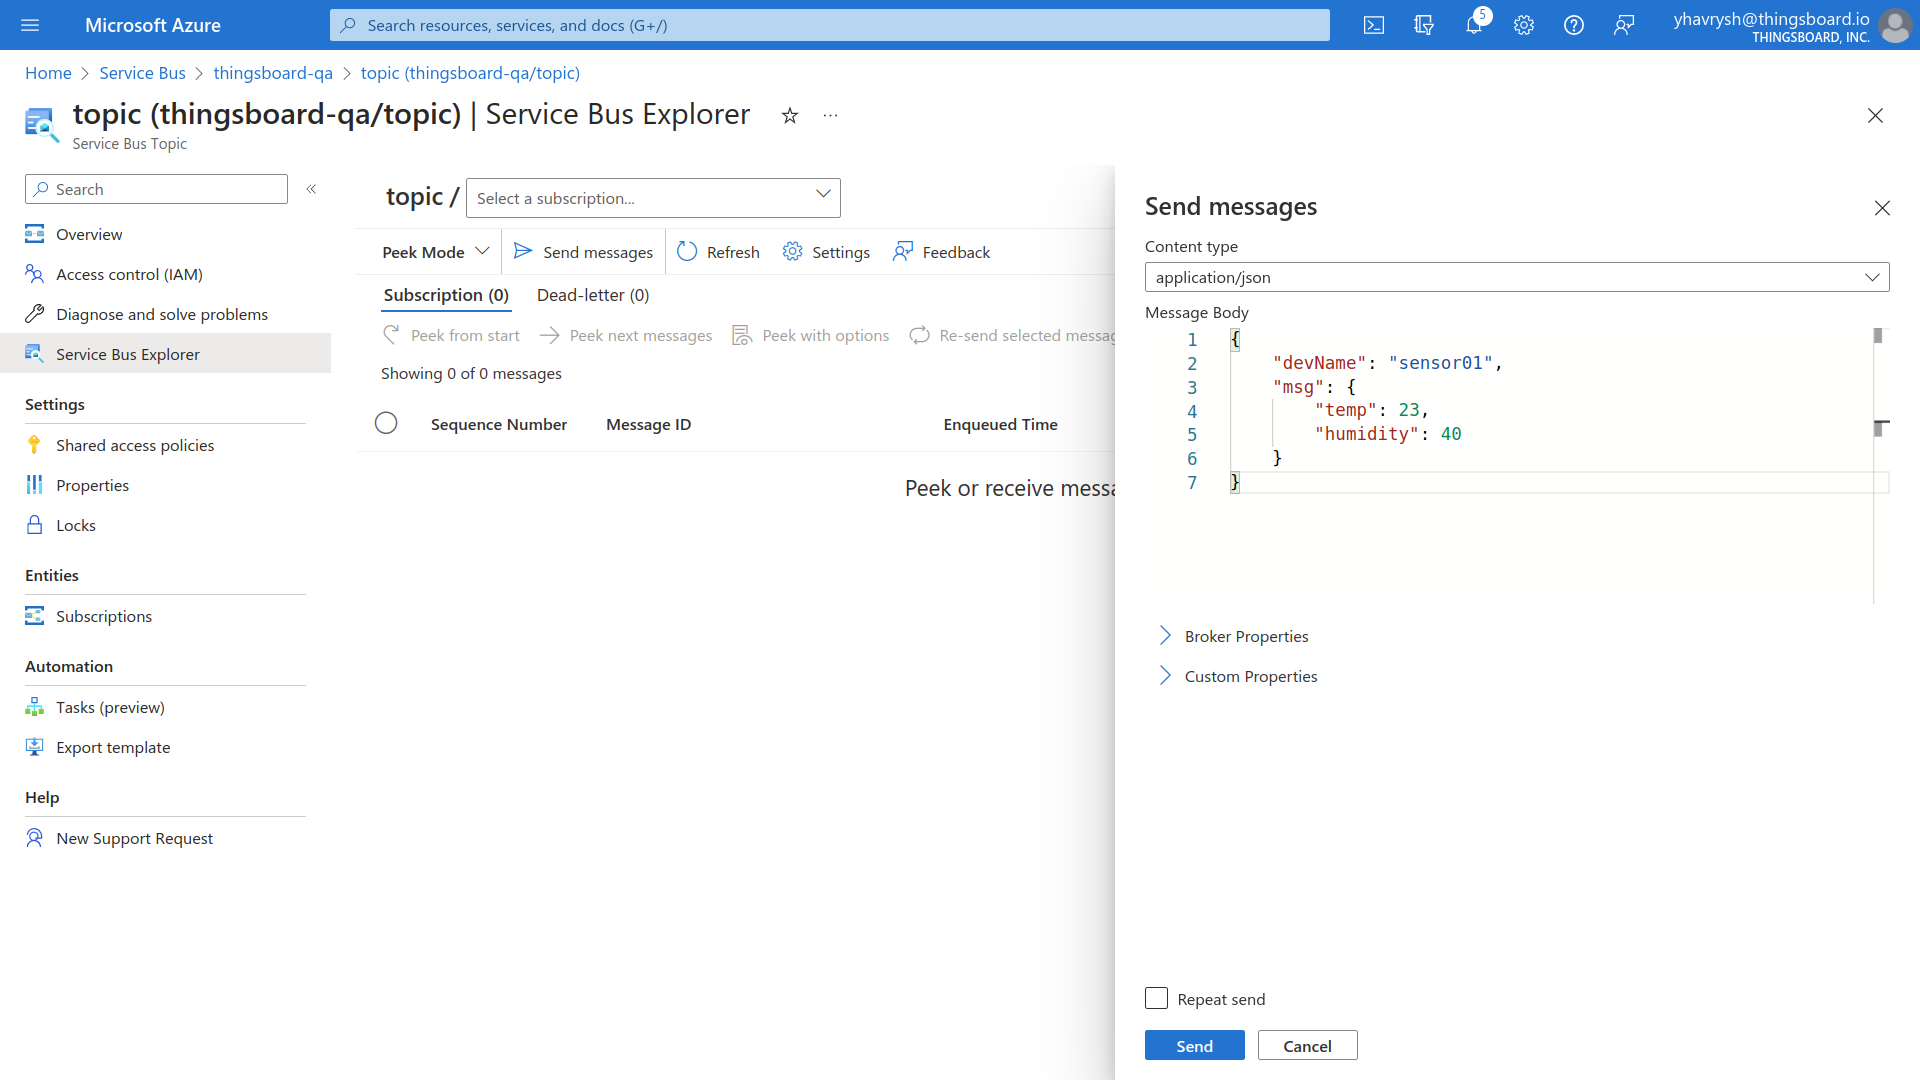 Microsoft Azure
Search resources, services, and docs (G+/)
5
yhavrysh@thingsboard.io
THINGSBOARD, INC.
Home > Service Bus > thingsboard-qa > topic (thingsboard-qa/topic)
topic (thingsboard-qa/topic) | Service Bus Explorer
Service Bus Topic
Search
Overview
Access control (IAM)
Diagnose and solve problems
Service Bus Explorer
Settings
Shared access policies
Properties
Locks
Entities
Subscriptions
Automation
Tasks (preview)
Export template
Help
New Support Request
topic / Select a subscription...
Peek Mode Send messages Refresh Settings Feedback
Subscription (0) Dead-letter (0)
Peek from start Peek next messages Peek with options Re-send selected messag
Showing 0 of 0 messages
Sequence Number Message ID Enqueued Time
Peek or receive messa
Send messages
Content type
application/json
Message Body
1 {
2 "devName": "sensor01",
3 "msg": {
4 "temp": 23,
5 "humidity": 40
6 }
7 }
Broker Properties
Custom Properties
Repeat send
Send Cancel